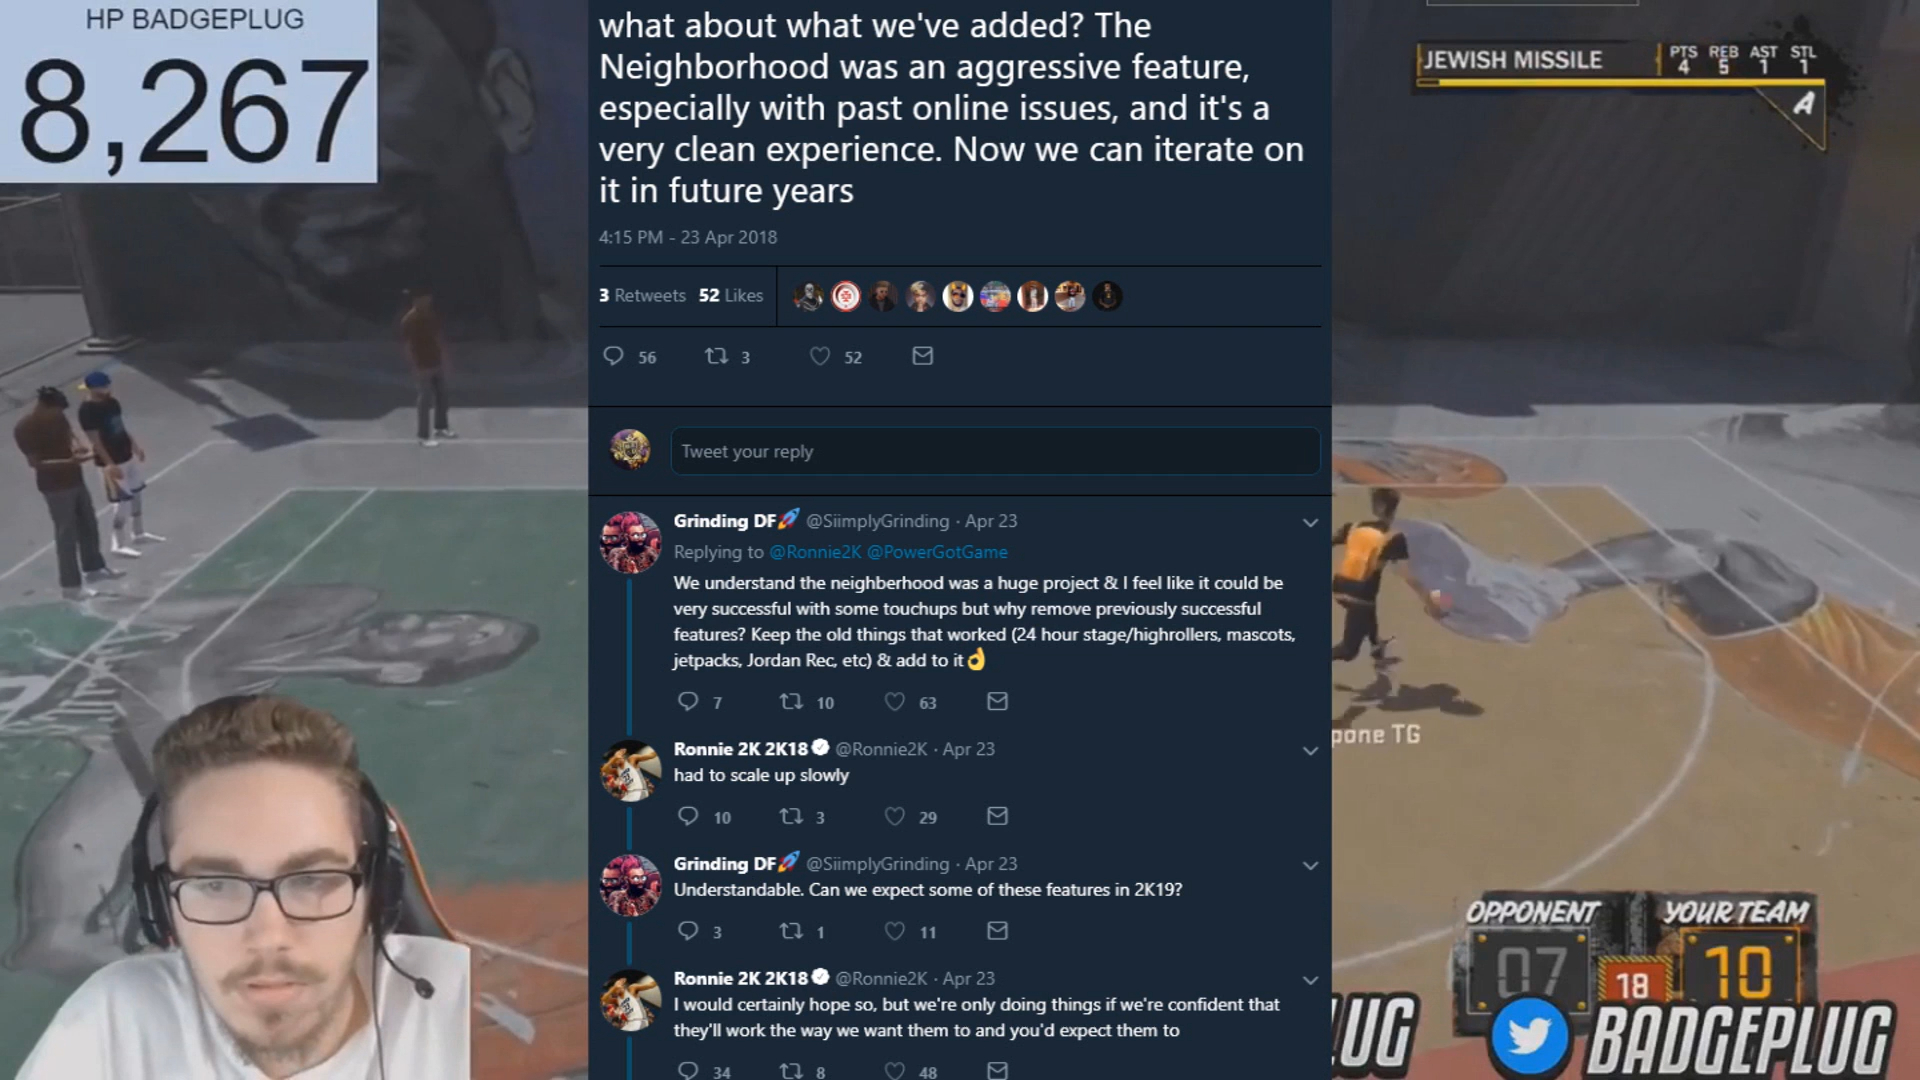 HP BADGEPLUG
8,267
what about what we've added? The
Neighborhood was an aggressive feature,
especially with past online issues, and it's a
very clean experience. Now we can iterate on
it in future years
4:15 PM - 23 Apr 2018
3 Retweets 52 Likes
56 3 52
Tweet your reply
Grinding DF🚀 @SiimplyGrinding · Apr 23
Replying to @Ronnie2K @PowerGotGame
We understand the neighberhood was a huge project & I feel like it could be
very successful with some touchups but why remove previously successful
features? Keep the old things that worked (24 hour stage/highrollers, mascots,
jetpacks, Jordan Rec, etc) & add to it👌
7 10 63
Ronnie 2K 2K18 @Ronnie2K · Apr 23
had to scale up slowly
10 3 29
Grinding DF🚀 @SiimplyGrinding · Apr 23
Understandable. Can we expect some of these features in 2K19?
3 1 11
Ronnie 2K 2K18 @Ronnie2K · Apr 23
I would certainly hope so, but we're only doing things if we're confident that
they'll work the way we want them to and you'd expect them to
34 8 48
JEWISH MISSILE
PTS REB AST STL
4 5 1 1
A
pone TG
OPPONENT YOUR TEAM
07 18 10
LUG BADGEPLUG